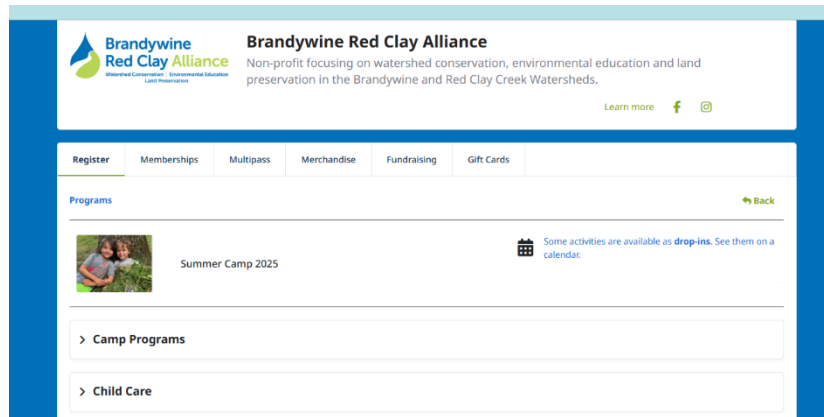 Brandywine
Red Clay Alliance
Watershed Conservation | Environmental Education
Land Preservation
Brandywine Red Clay Alliance
Non-profit focusing on watershed conservation, environmental education and land
preservation in the Brandywine and Red Clay Creek Watersheds.
Learn more
Register Memberships Multipass Merchandise Fundraising Gift Cards
Programs
Back
Summer Camp 2025
Some activities are available as drop-ins. See them on a
calendar.
Camp Programs
Child Care